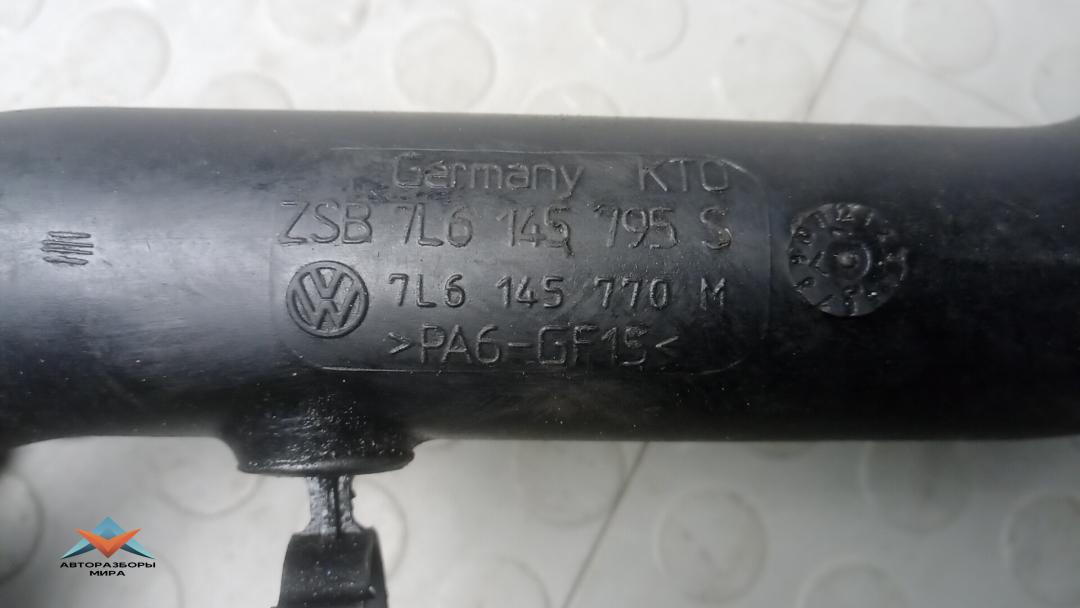 Germany KTO
ZSB 7L6 145 795 S
7L6 145 770 M
>PA6-GF15<
АВТОРАЗБОРЫ
МИРА